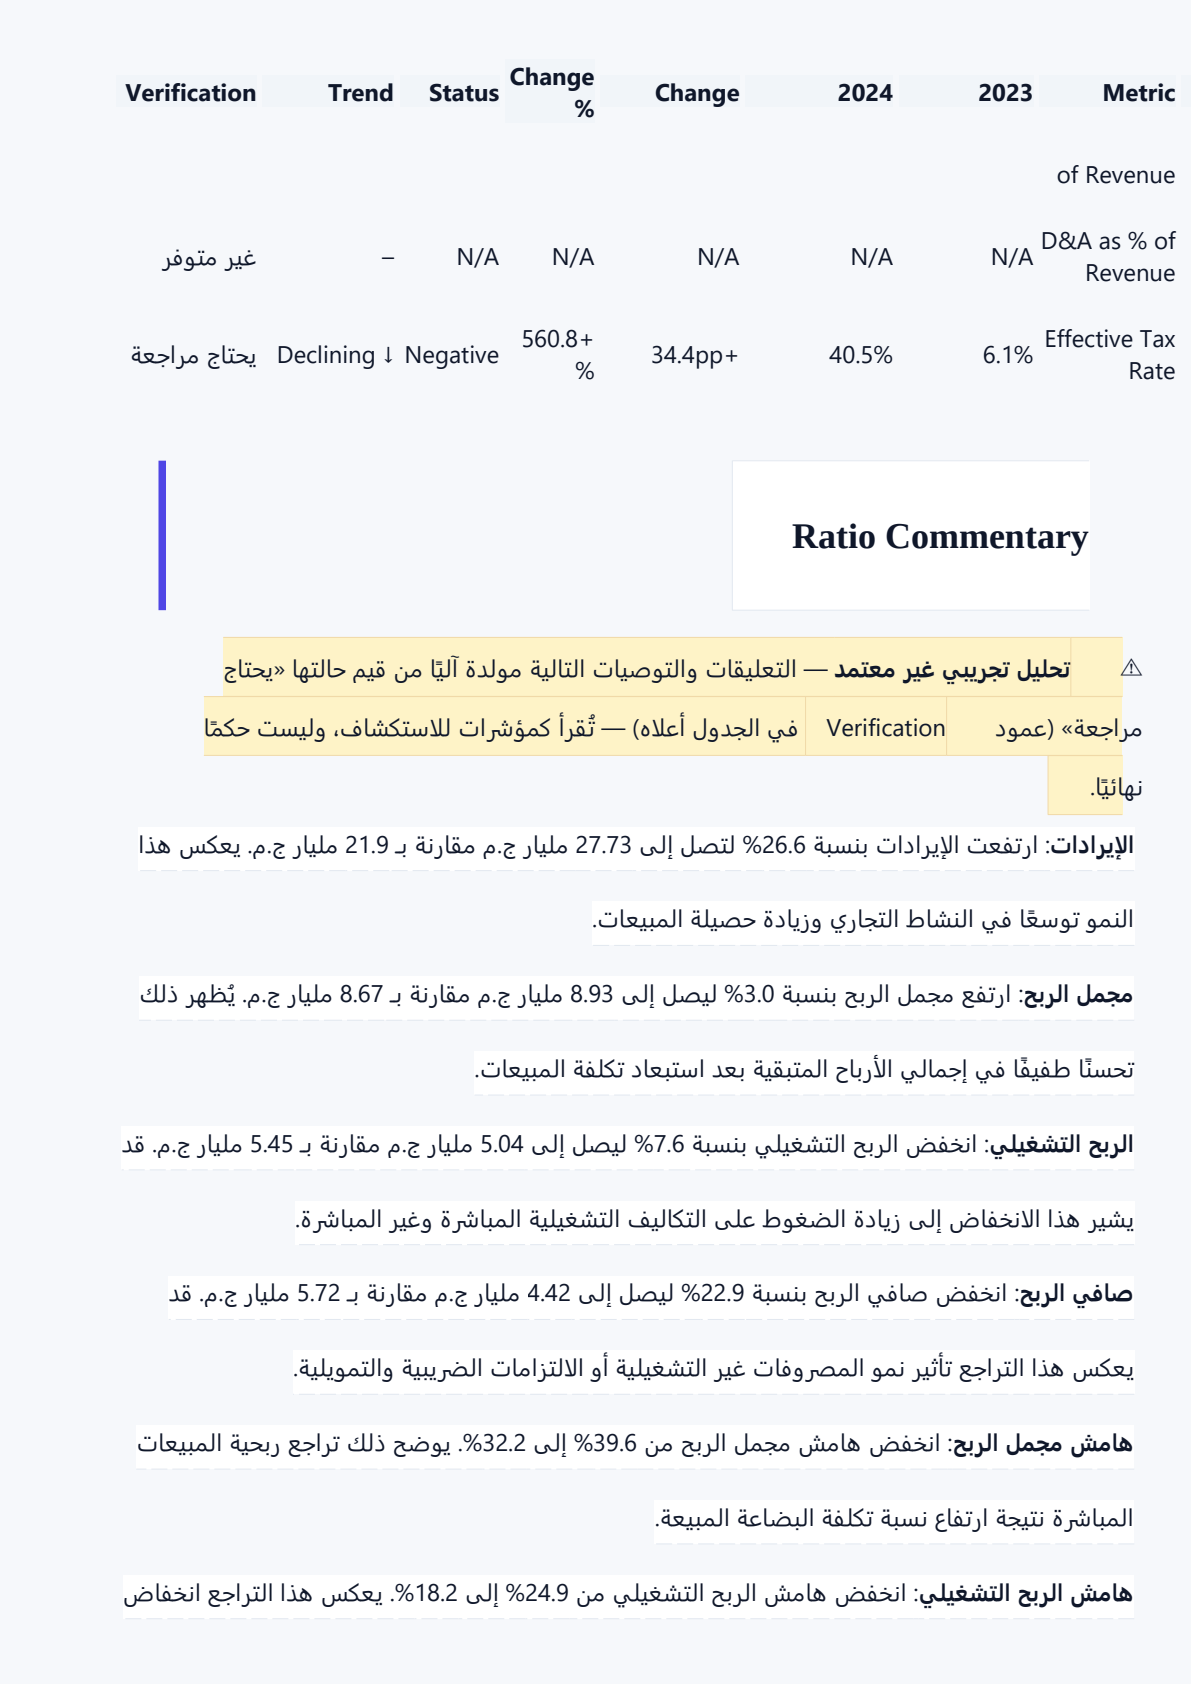 Metric 2023 2024 Change Change % Status Trend Verification
of Revenue
D&A as % of Revenue N/A N/A N/A N/A N/A – غير متوفر
Effective Tax Rate 6.1% 40.5% 34.4pp+ 560.8+ % Negative Declining ↓ يحتاج مراجعة
Ratio Commentary
⚠ تحليل تجريبي غير معتمد — التعليقات والتوصيات التالية مولدة آليًا من قيم حالتها «يحتاج
مراجعة» (عمود Verification في الجدول أعلاه) — تُقرأ كمؤشرات للاستكشاف، وليست حكمًا
نهائيًا.
الإيرادات: ارتفعت الإيرادات بنسبة 26.6% لتصل إلى 27.73 مليار ج.م مقارنة بـ 21.9 مليار ج.م. يعكس هذا
النمو توسعًا في النشاط التجاري وزيادة حصيلة المبيعات.
مجمل الربح: ارتفع مجمل الربح بنسبة 3.0% ليصل إلى 8.93 مليار ج.م مقارنة بـ 8.67 مليار ج.م. يُظهر ذلك
تحسنًا طفيفًا في إجمالي الأرباح المتبقية بعد استبعاد تكلفة المبيعات.
الربح التشغيلي: انخفض الربح التشغيلي بنسبة 7.6% ليصل إلى 5.04 مليار ج.م مقارنة بـ 5.45 مليار ج.م. قد
يشير هذا الانخفاض إلى زيادة الضغوط على التكاليف التشغيلية المباشرة وغير المباشرة.
صافي الربح: انخفض صافي الربح بنسبة 22.9% ليصل إلى 4.42 مليار ج.م مقارنة بـ 5.72 مليار ج.م. قد
يعكس هذا التراجع تأثير نمو المصروفات غير التشغيلية أو الالتزامات الضريبية والتمويلية.
هامش مجمل الربح: انخفض هامش مجمل الربح من 39.6% إلى 32.2%. يوضح ذلك تراجع ربحية المبيعات
المباشرة نتيجة ارتفاع نسبة تكلفة البضاعة المبيعة.
هامش الربح التشغيلي: انخفض هامش الربح التشغيلي من 24.9% إلى 18.2%. يعكس هذا التراجع انخفاض